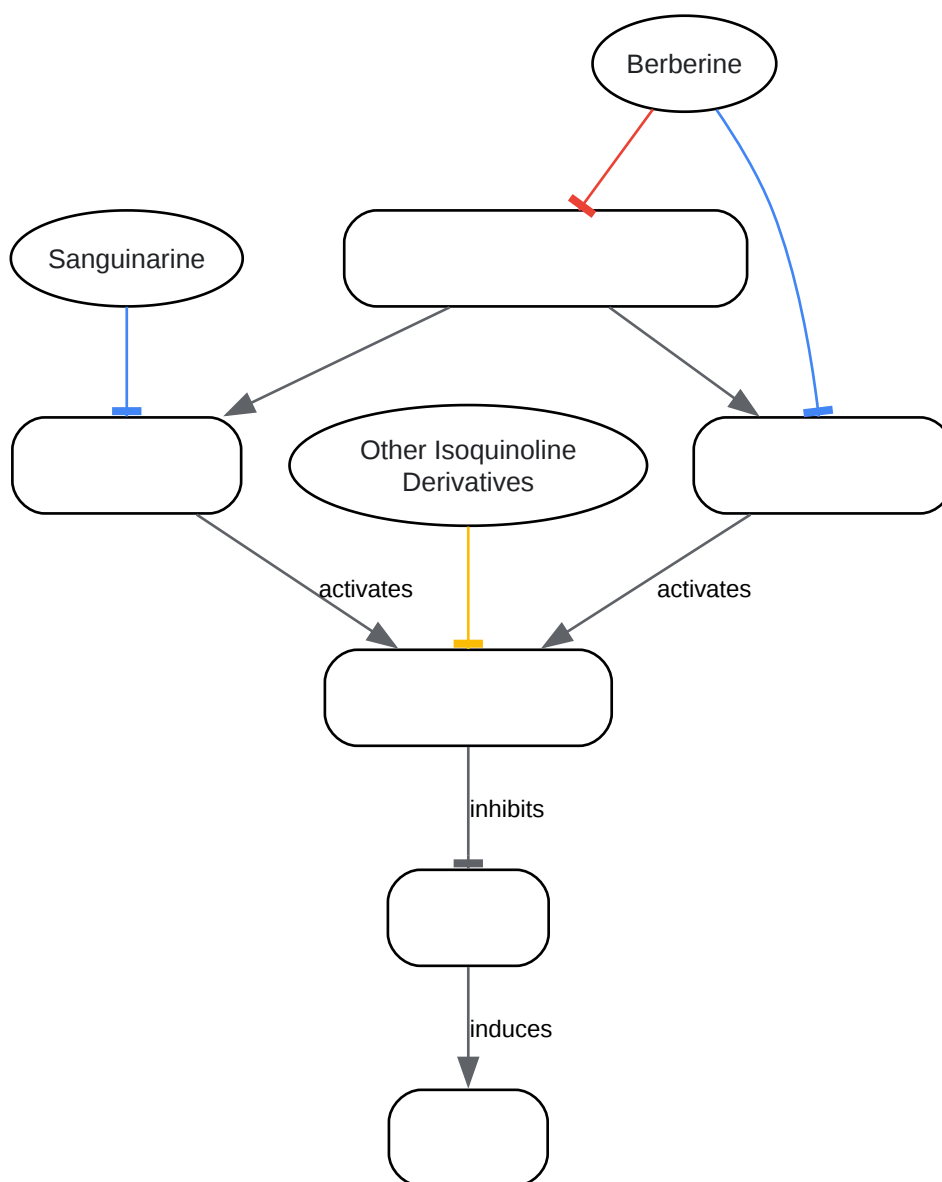 Berberine
Sanguinarine
Other Isoquinoline
Derivatives
activates
activates
inhibits
induces